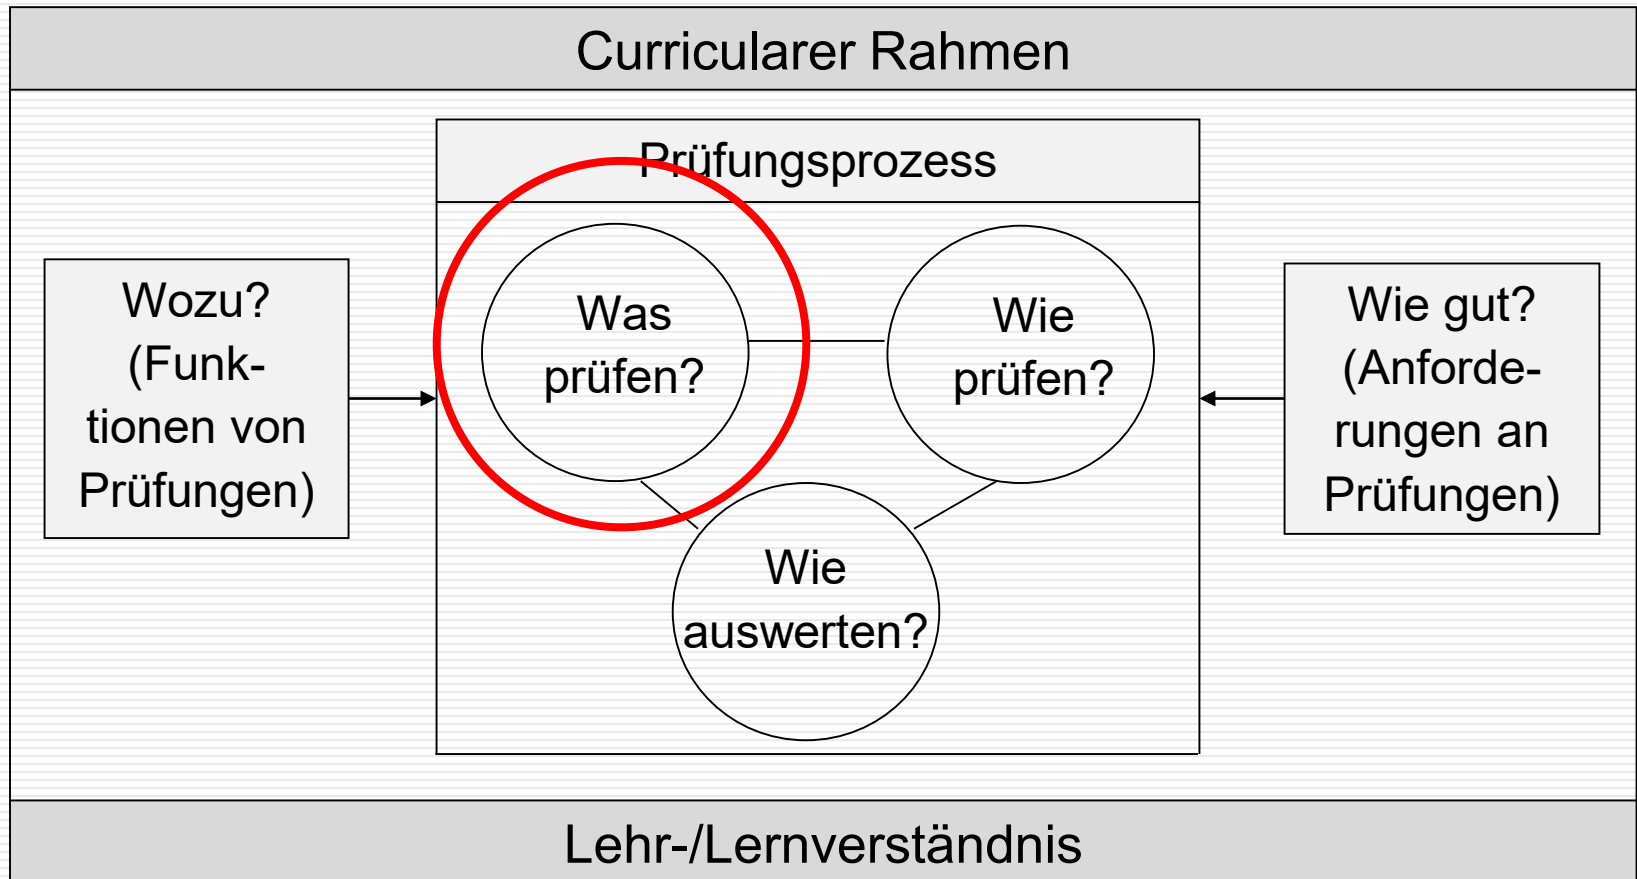 Curricularer Rahmen
Prüfungsprozess
Wozu?
(Funk-
tionen von
Prüfungen)
Was
prüfen?
Wie
prüfen?
Wie
auswerten?
Wie gut?
(Anforde-
rungen an
Prüfungen)
Lehr-/Lernverständnis